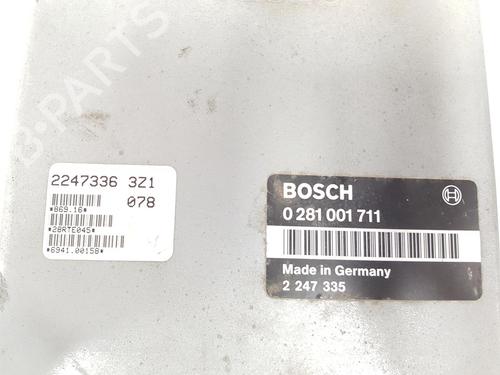 B-PARTS
2247336 3Z1
078
*869.16*
*28RTE045*
*6941.0015B*
BOSCH
0 281 001 711
Made in Germany
2 247 335